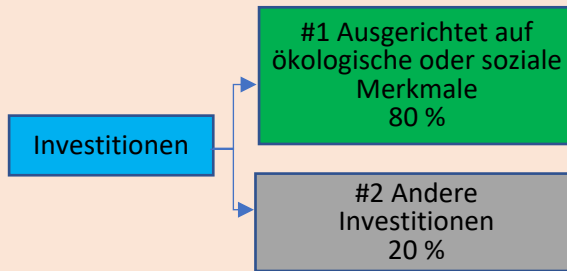 #1 Ausgerichtet auf
ökologische oder soziale
Merkmale
80 %
Investitionen
#2 Andere
Investitionen
20 %